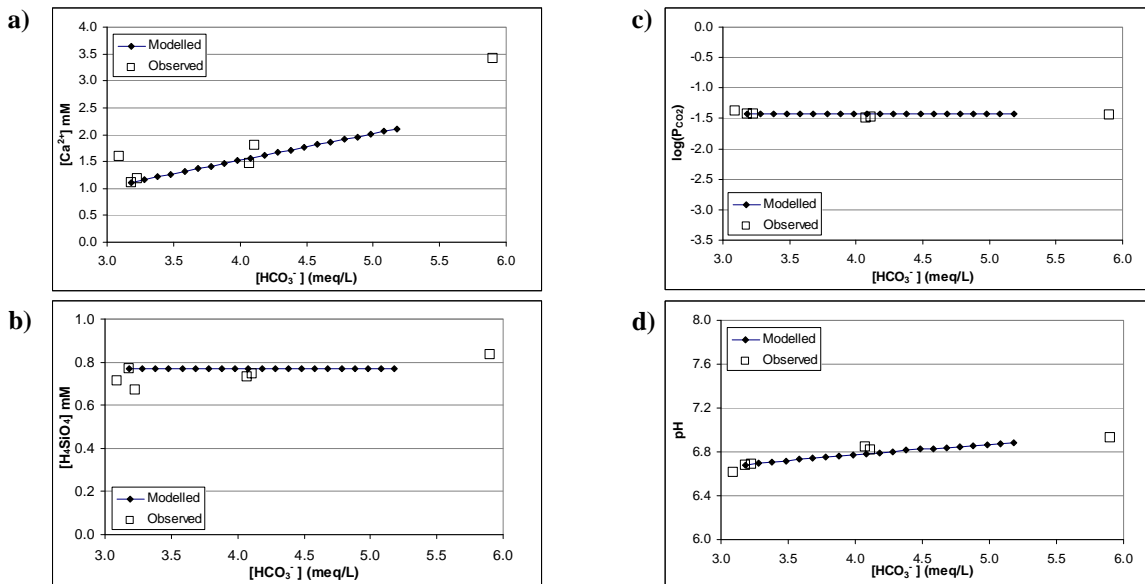 a)
[Ca²⁺] mM
4.0
3.5
3.0
2.5
2.0
1.5
1.0
0.5
0.0
Modelled
Observed
3.0 3.5 4.0 4.5 5.0 5.5 6.0
[HCO₃⁻] (meq/L)
b)
[H₄SiO₄] mM
1.0
0.8
0.6
0.4
0.2
0.0
Modelled
Observed
3.0 3.5 4.0 4.5 5.0 5.5 6.0
[HCO₃⁻] (meq/L)
c)
log(P_CO2)
0.0
-0.5
-1.0
-1.5
-2.0
-2.5
-3.0
-3.5
Modelled
Observed
3.0 3.5 4.0 4.5 5.0 5.5 6.0
[HCO₃⁻] (meq/L)
d)
pH
8.0
7.6
7.2
6.8
6.4
6.0
Modelled
Observed
3.0 3.5 4.0 4.5 5.0 5.5 6.0
[HCO₃⁻] (meq/L)